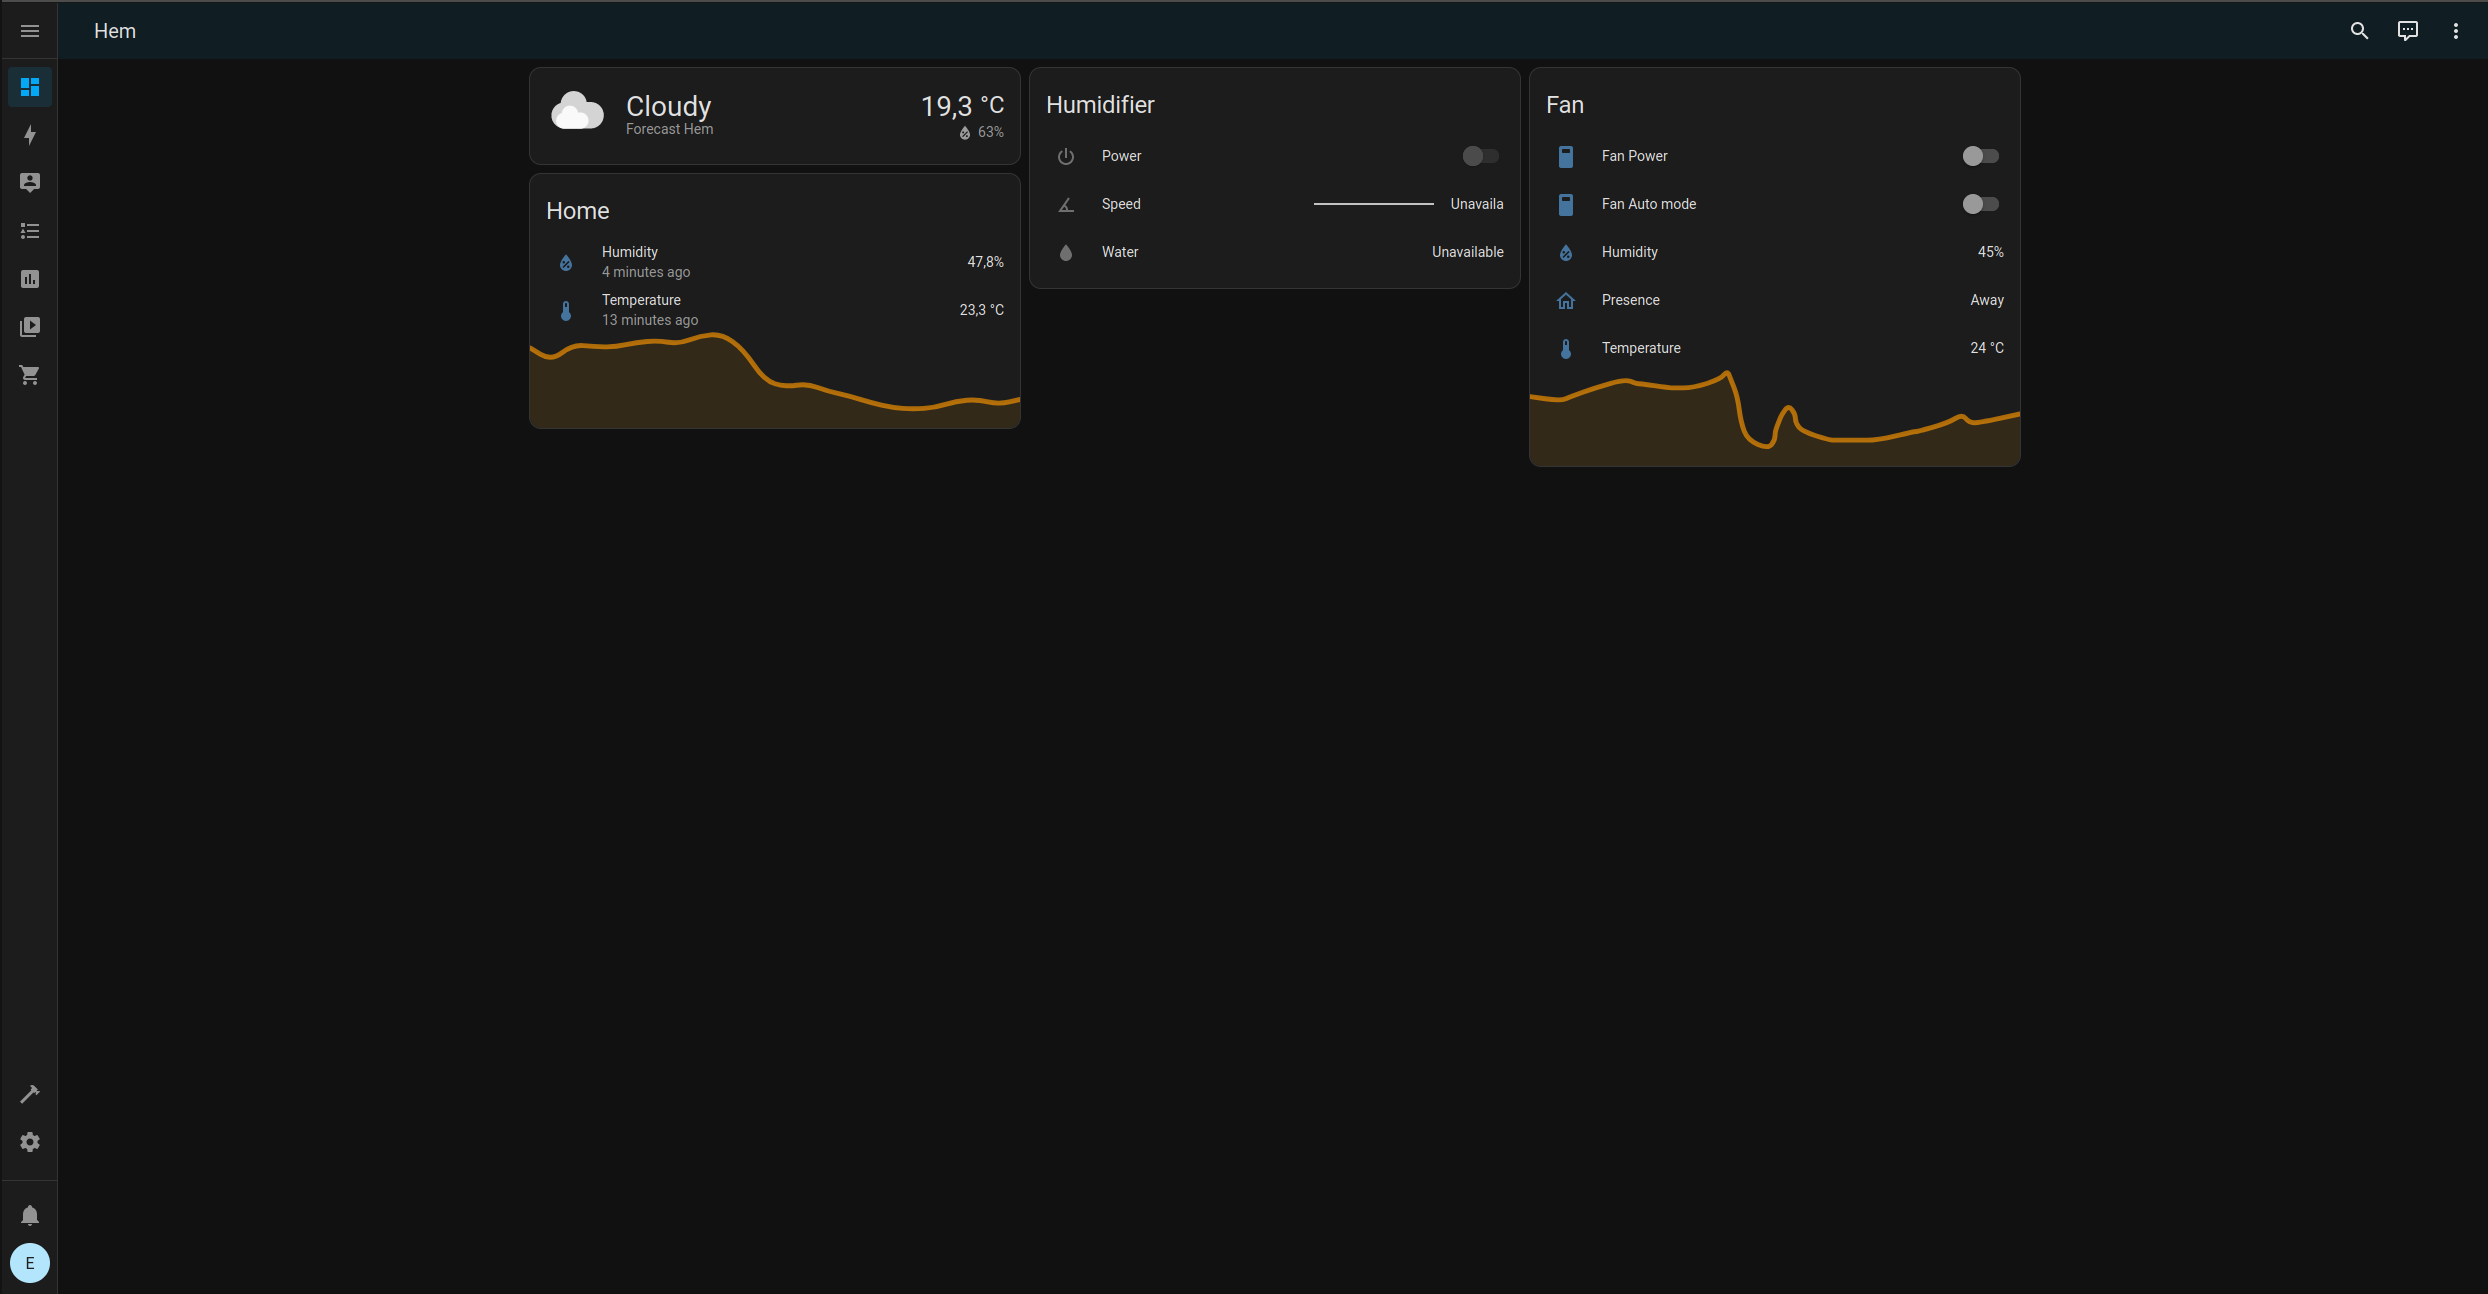 Hem
Cloudy
Forecast Hem
19,3 °C
63%
Home
Humidity
4 minutes ago
47,8%
Temperature
13 minutes ago
23,3 °C
Humidifier
Power
Speed Unavaila
Water Unavailable
Fan
Fan Power
Fan Auto mode
Humidity 45%
Presence Away
Temperature 24 °C
E